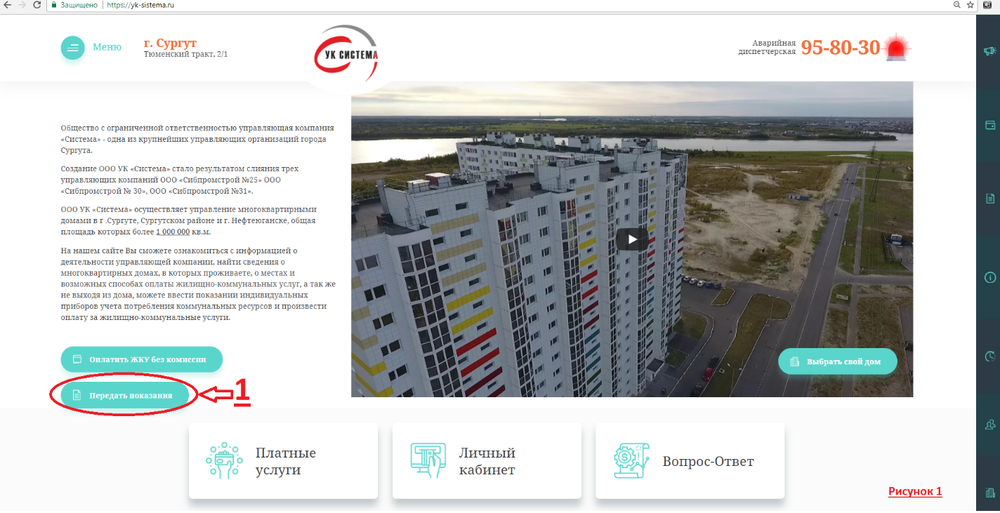 Защищено | https://yk-sistema.ru
Меню
г. Сургут
Тюменский тракт, 2/1
УК СИСТЕМА
Аварийная
диспетчерская
95-80-30
Общество с ограниченной ответственностью управляющая компания
«Система» - одна из крупнейших управляющих организаций города
Сургута.
Создание ООО УК «Система» стало результатом слияния трех
управляющих компаний ООО «Сибпромстрой №25» ООО
«Сибпромстрой № 30», ООО «Сибпромстрой №31».
ООО УК «Система» осуществляет управление многоквартирными
домами в г .Сургуте, Сургутском районе и г. Нефтеюганске, общая
площадь которых более 1 000 000 кв.м.
На нашем сайте Вы сможете ознакомиться с информацией о
деятельности управляющей компании, найти сведения о
многоквартирных домах, в которых проживаете, о местах и
возможных способах оплаты жилищно-коммунальных услуг, а так же
не выходя из дома, можете ввести показании индивидуальных
приборов учета потребления коммунальных ресурсов и произвести
оплату за жилищно-коммунальные услуги.
Оплатить ЖКУ без комиссии
Передать показания
1
Выбрать свой дом
Платные
услуги
Личный
кабинет
Вопрос-Ответ
Рисунок 1